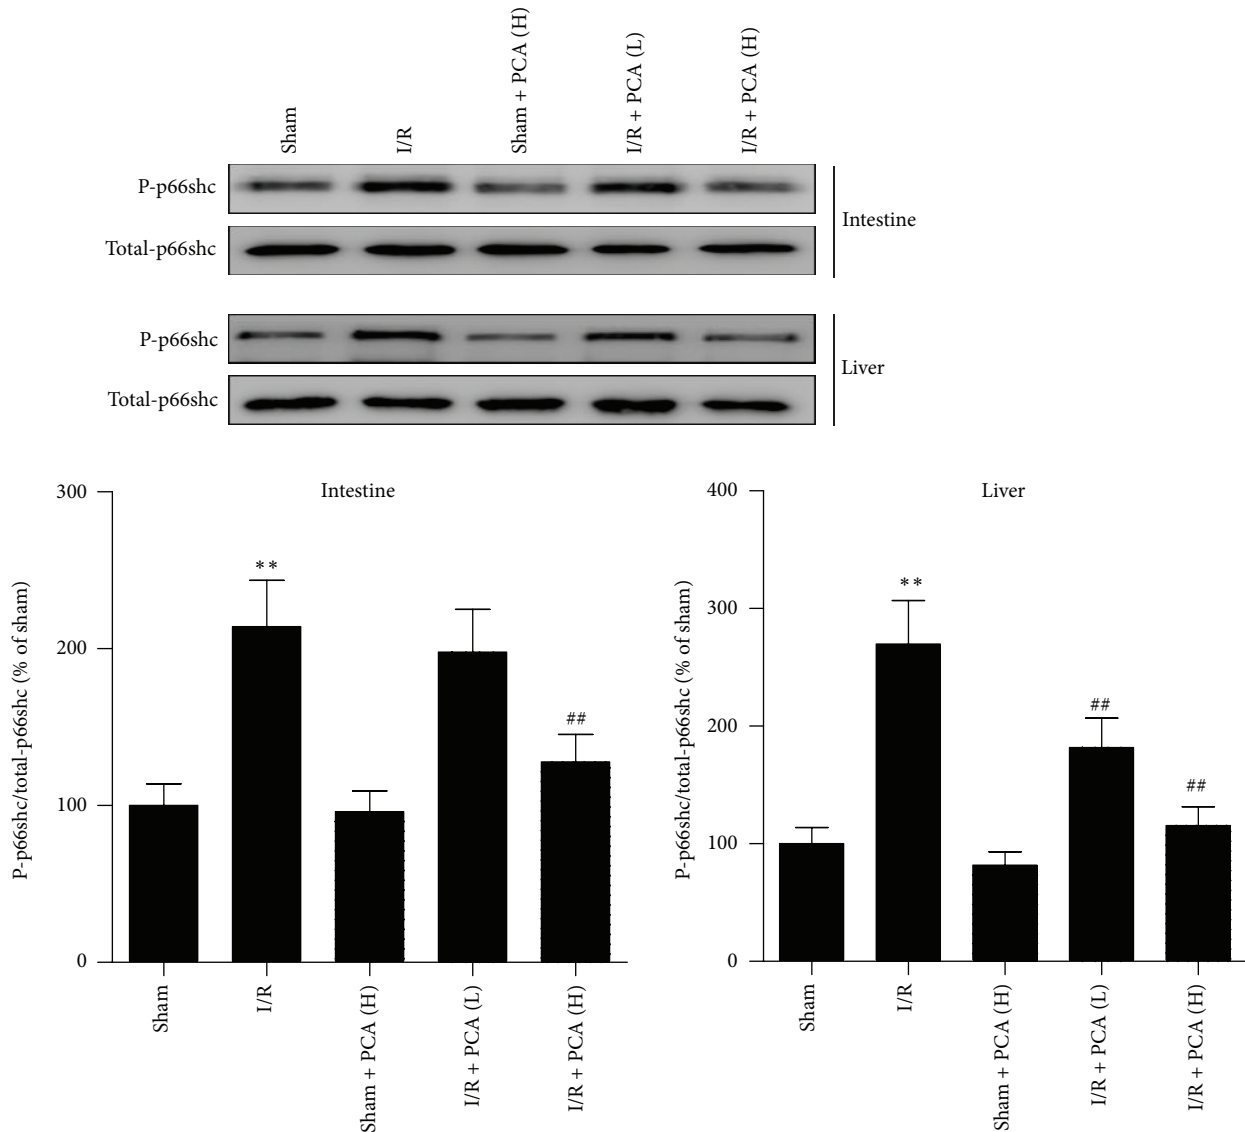 Sham
I/R
Sham + PCA (H)
I/R + PCA (L)
I/R + PCA (H)
P-p66shc
Total-p66shc
Intestine
P-p66shc
Total-p66shc
Liver
Intestine
P-p66shc/total-p66shc (% of sham)
300
200
100
0
**
##
Sham
I/R
Sham + PCA (H)
I/R + PCA (L)
I/R + PCA (H)
Liver
P-p66shc/total-p66shc (% of sham)
400
300
200
100
0
**
##
##
Sham
I/R
Sham + PCA (H)
I/R + PCA (L)
I/R + PCA (H)